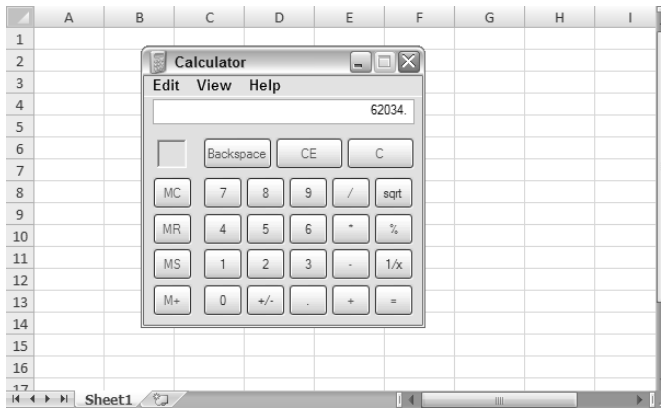 A B C D E F G H I
1
2 Calculator
3 Edit View Help
4 62034.
5
6 Backspace CE C
7
8 MC 7 8 9 / sqrt
9
10 MR 4 5 6 * %
11 MS 1 2 3 - 1/x
12
13 M+ 0 +/- . + =
14
15
16
17
Sheet1